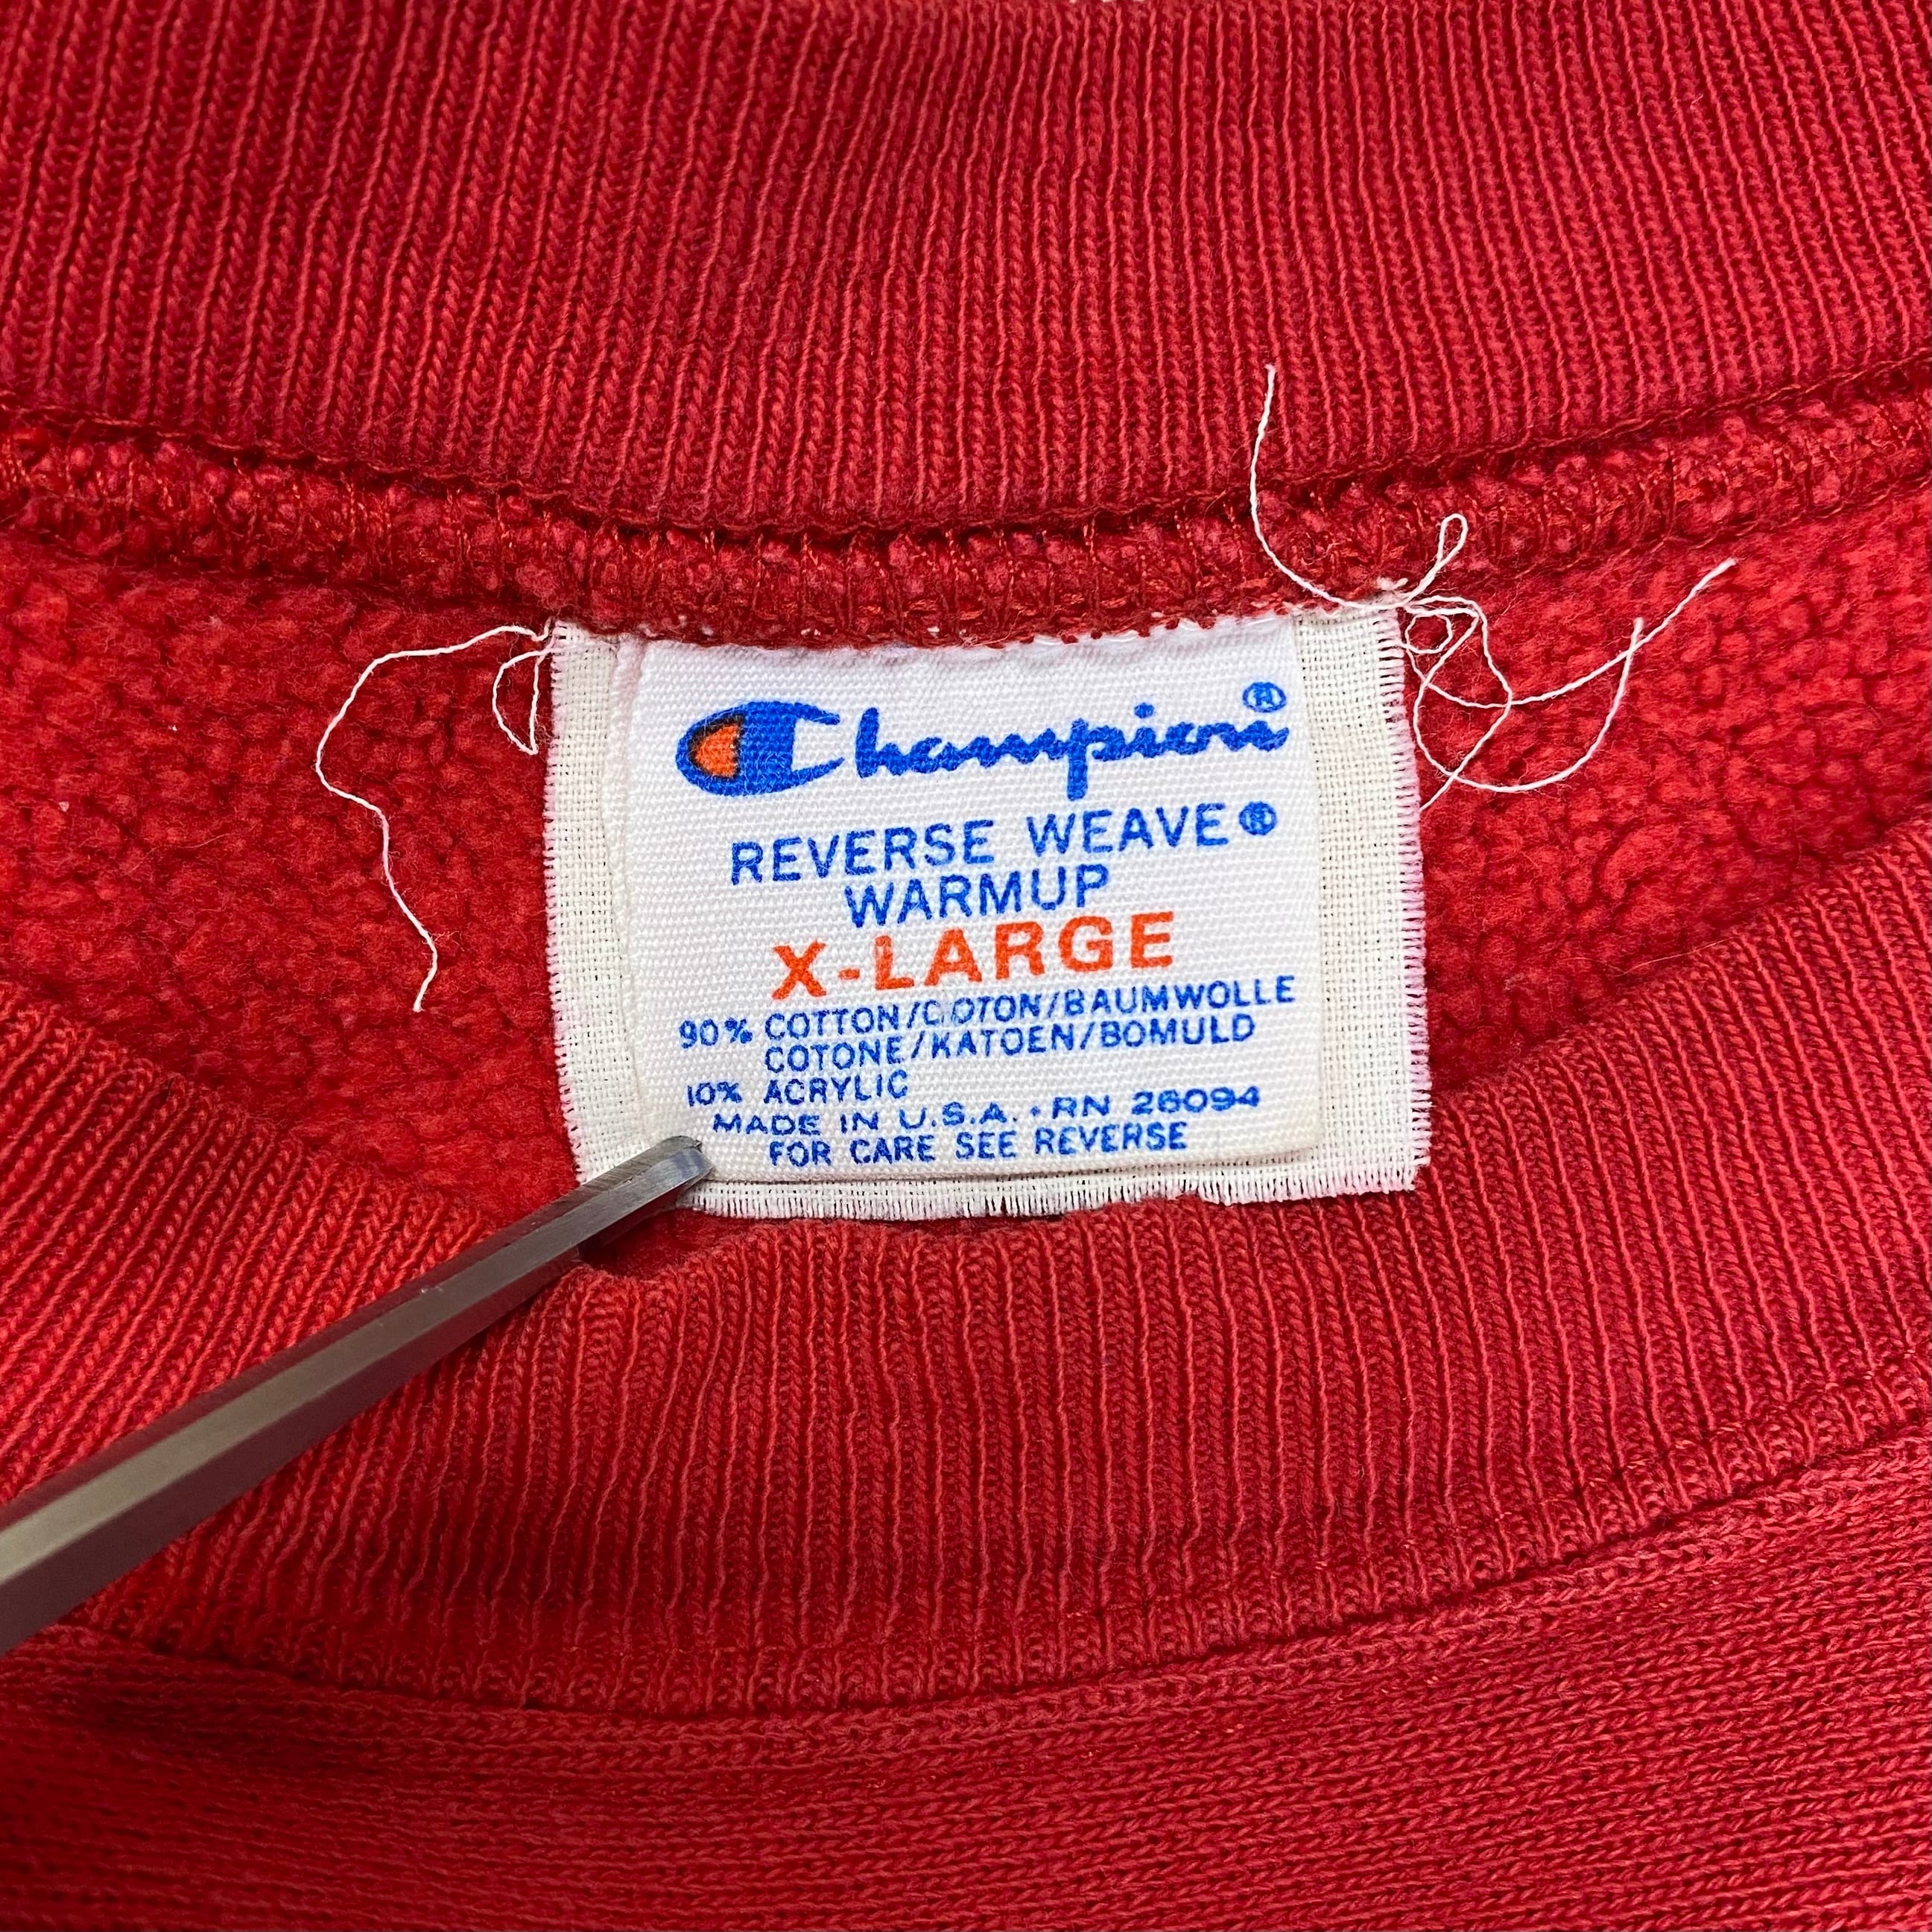 Champion®
REVERSE WEAVE®
WARMUP
X-LARGE
90% COTTON/COTON/BAUMWOLLE
COTONE/KATOEN/BOMULD
10% ACRYLIC
MADE IN U.S.A. • RN 26094
FOR CARE SEE REVERSE